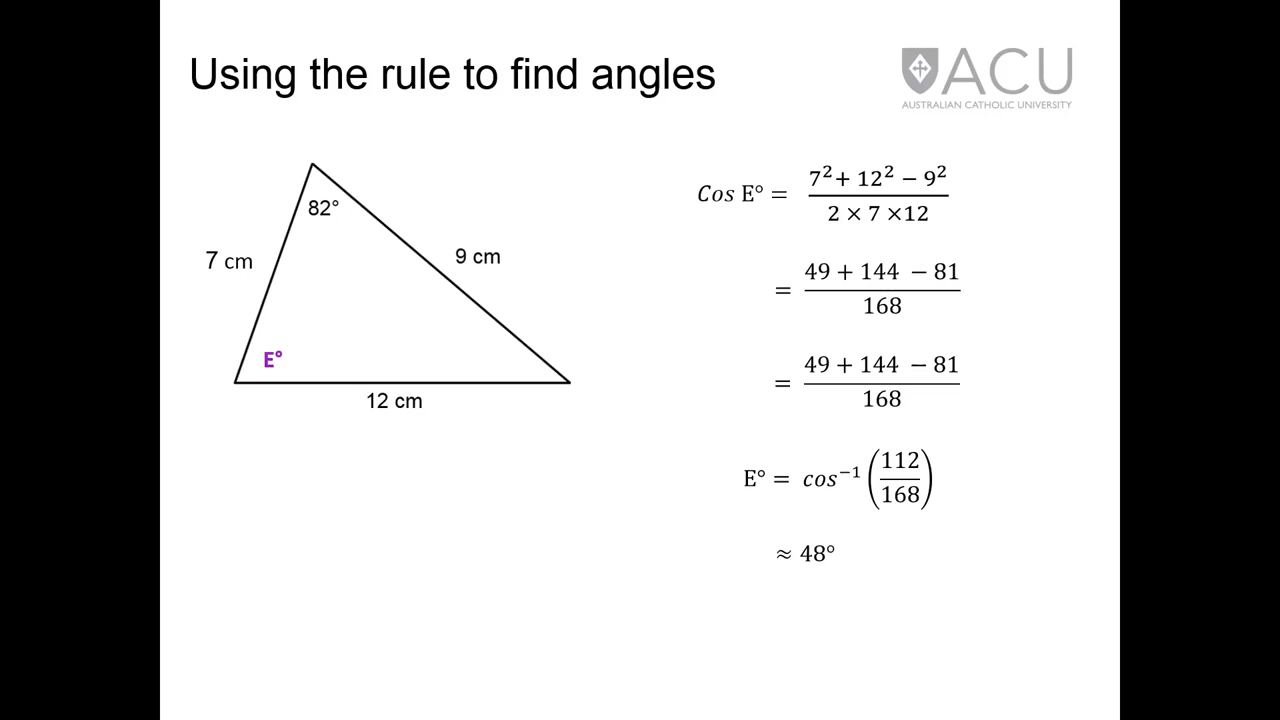 Using the rule to find angles
ACU
AUSTRALIAN CATHOLIC UNIVERSITY
82°
7 cm
9 cm
E°
12 cm
Cos E° = 7² + 12² − 9² / 2 × 7 × 12
= 49 + 144 − 81 / 168
= 49 + 144 − 81 / 168
E° = cos⁻¹ (112 / 168)
≈ 48°